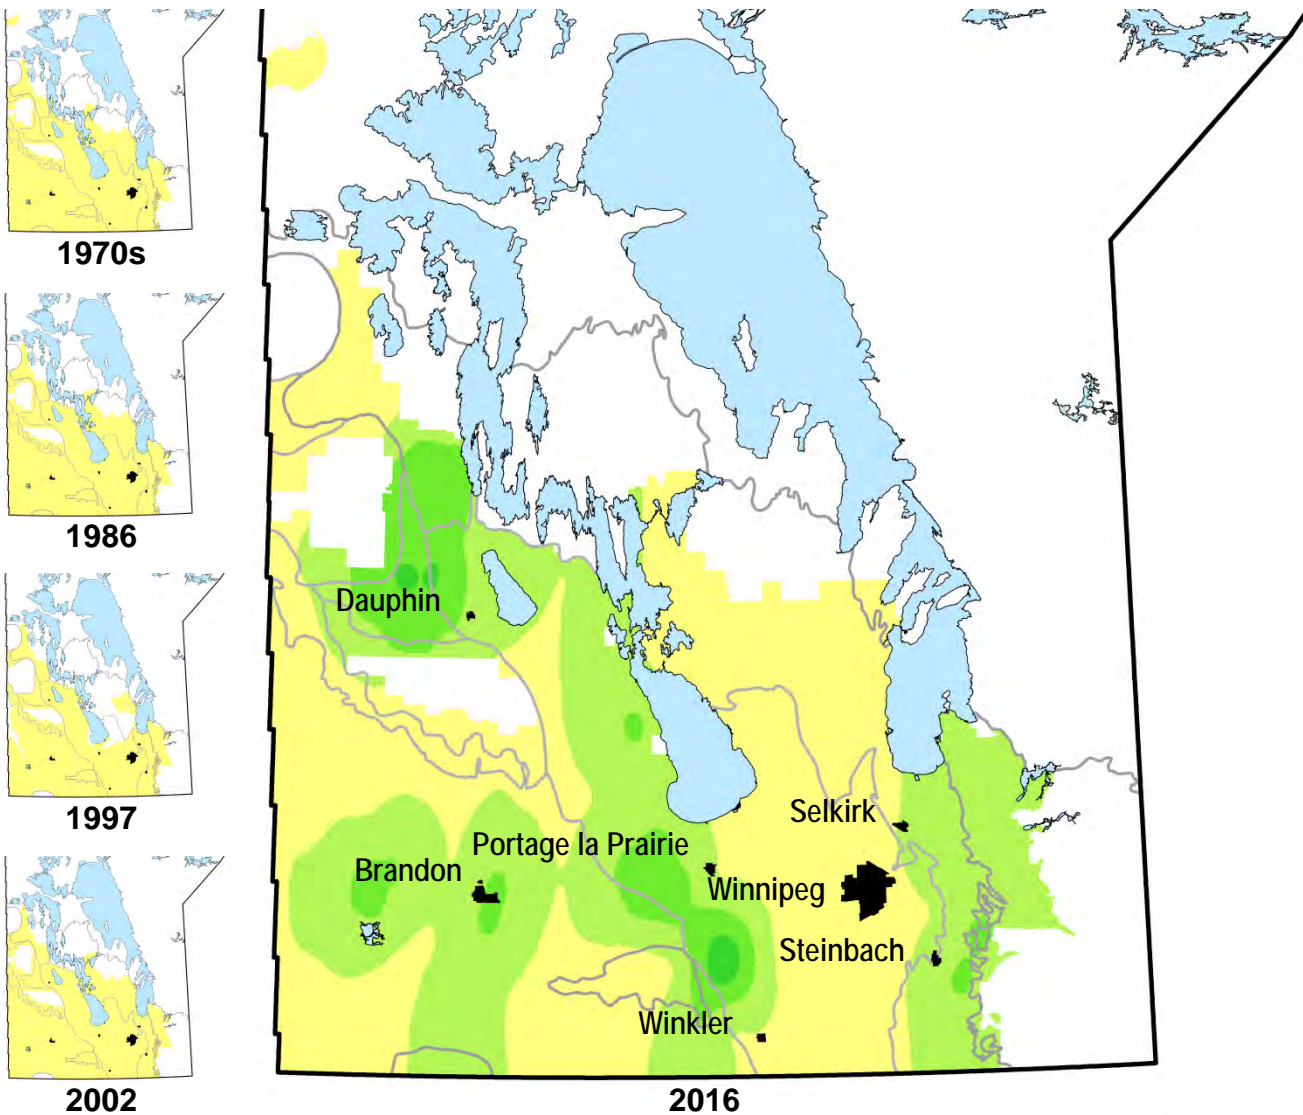 1970s
1986
1997
2002
Dauphin
Selkirk
Portage la Prairie
Brandon
Winnipeg
Steinbach
Winkler
2016